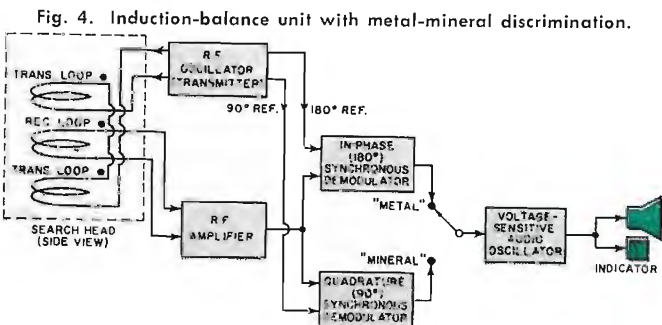 Fig. 4. Induction-balance unit with metal-mineral discrimination.
TRANS. LOOP
REC. LOOP
TRANS. LOOP
SEARCH HEAD
(SIDE VIEW)
R.F.
OSCILLATOR
"TRANSMITTER"
90° REF.
180° REF.
R.F.
AMPLIFIER
IN-PHASE
(180°)
SYNCHRONOUS
DEMODULATOR
"METAL"
"MINERAL"
QUADRATURE
(90°)
SYNCHRONOUS
DEMODULATOR
VOLTAGE-
SENSITIVE
AUDIO
OSCILLATOR
INDICATOR